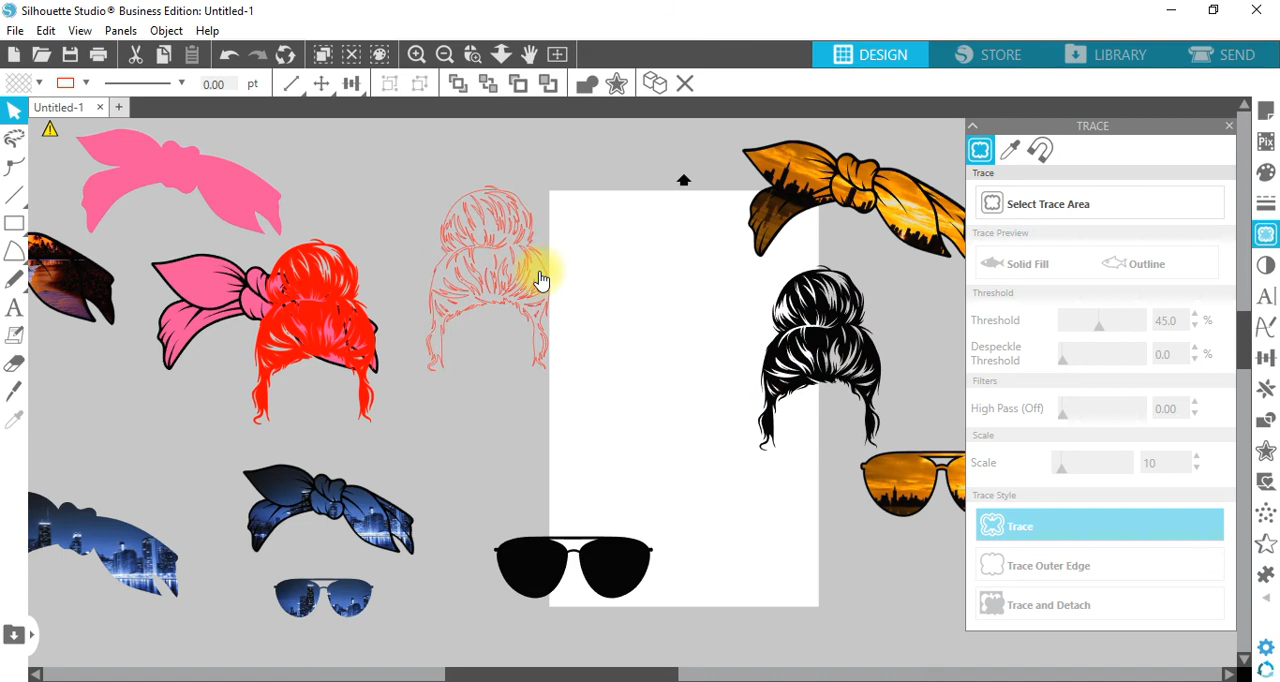 Silhouette Studio® Business Edition: Untitled-1
File Edit View Panels Object Help
DESIGN STORE LIBRARY SEND
0.00 pt
Untitled-1
TRACE
Trace
Select Trace Area
Trace Preview
Solid Fill Outline
Threshold
Threshold 45.0 %
Despeckle
Threshold 0.0 %
Filters
High Pass (Off) 0.00
Scale
Scale 10
Trace Style
Trace
Trace Outer Edge
Trace and Detach